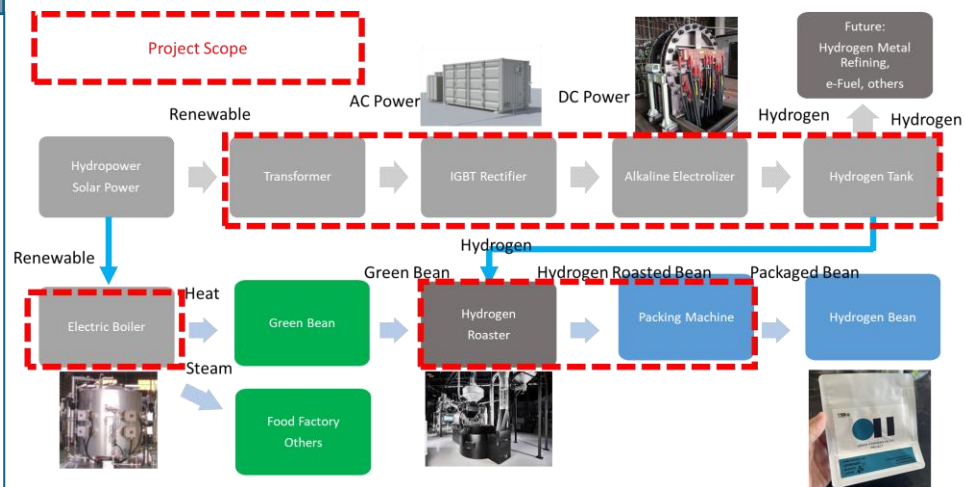 Project Scope
Future:
Hydrogen Metal
Refining,
e-Fuel, others
AC Power
DC Power
Renewable
Hydrogen
Hydrogen
Hydropower
Solar Power
Transformer
IGBT Rectifier
Alkaline Electrolizer
Hydrogen Tank
Renewable
Hydrogen
Heat
Green Bean
Hydrogen Roasted Bean
Packaged Bean
Electric Boiler
Green Bean
Hydrogen
Roaster
Packing Machine
Hydrogen Bean
Steam
Food Factory
Others